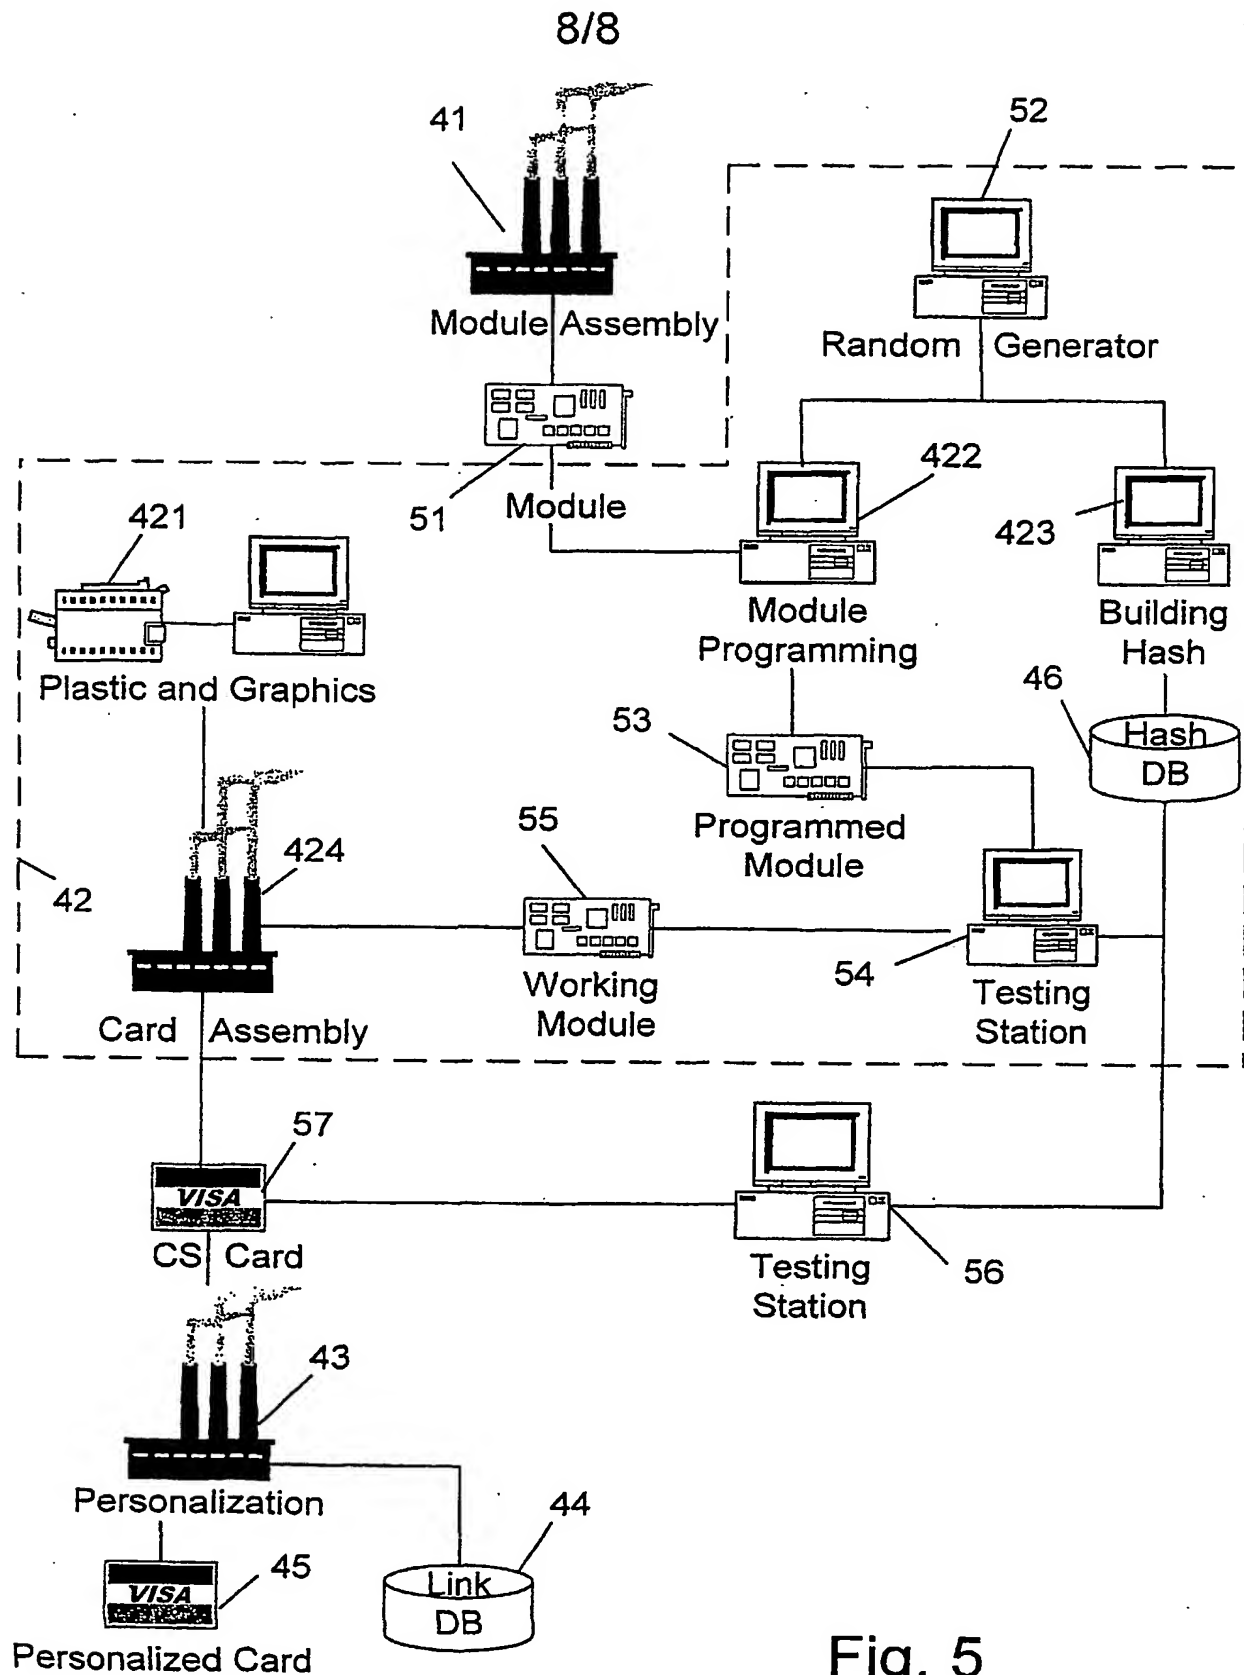 8/8
41
52
Module Assembly
Random Generator
51
Module
422
423
421
Module
Programming
Building
Hash
Plastic and Graphics
53
46
Hash
DB
Programmed
Module
424
55
42
54
Working
Module
Testing
Station
Card Assembly
57
VISA
CS Card
Testing
Station
56
43
Personalization
44
45
VISA
Link
DB
Personalized Card
Fig. 5